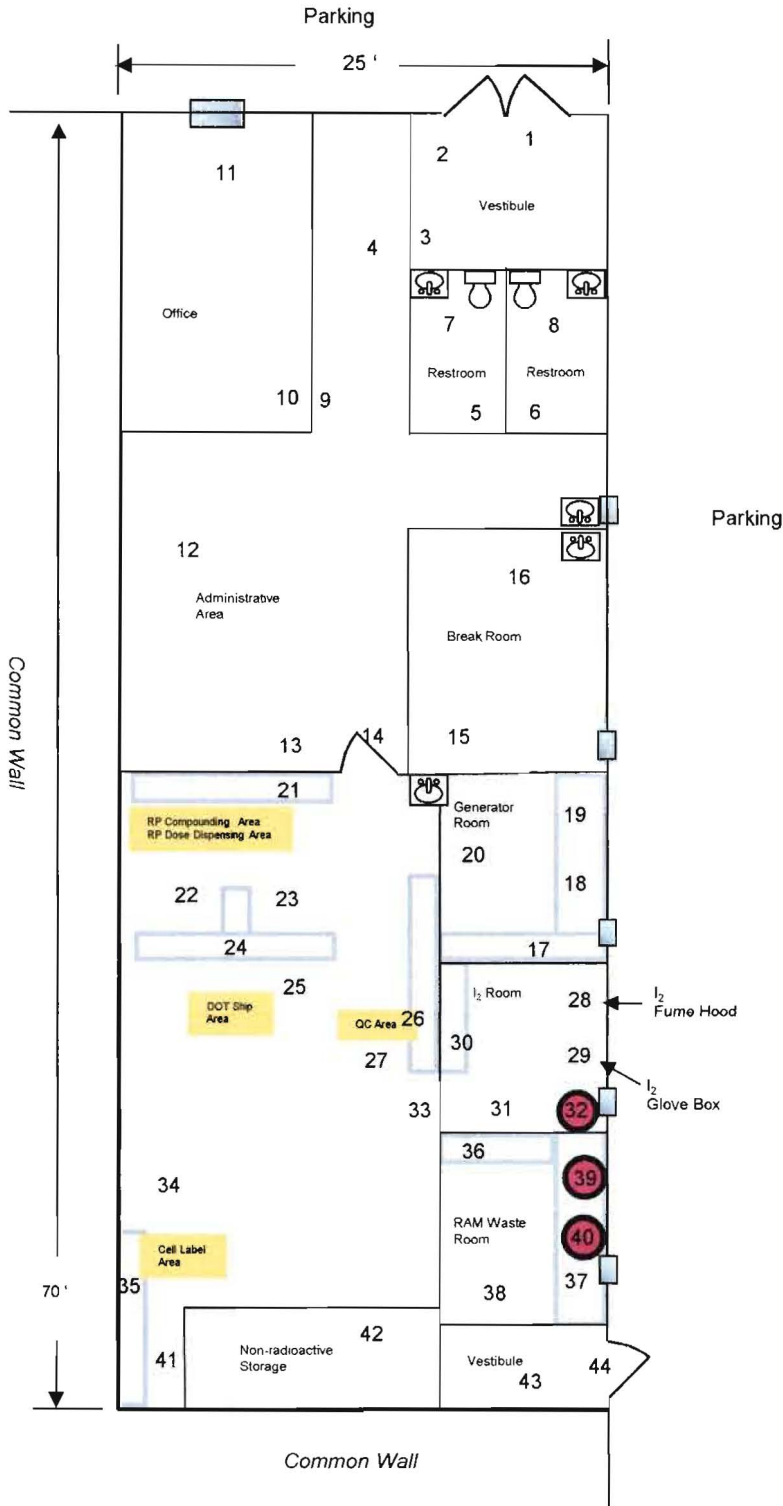 Parking
25 '
2
1
11
Vestibule
3
4
Office
7
8
Restroom
Restroom
10
9
5
6
Parking
12
16
Administrative
Area
Break Room
Common Wall
13
14
15
21
Generator
Room
19
RP Compounding Area
RP Dose Dispensing Area
20
18
22
23
24
17
25
I2 Room
28
I2
Fume Hood
DOT Ship
Area
QC Area
26
30
29
27
I2
Glove Box
33
31
32
36
34
39
RAM Waste
Room
40
Cell Label
Area
37
70 '
35
38
42
Non-radioactive
Storage
41
Vestibule
43
44
Common Wall